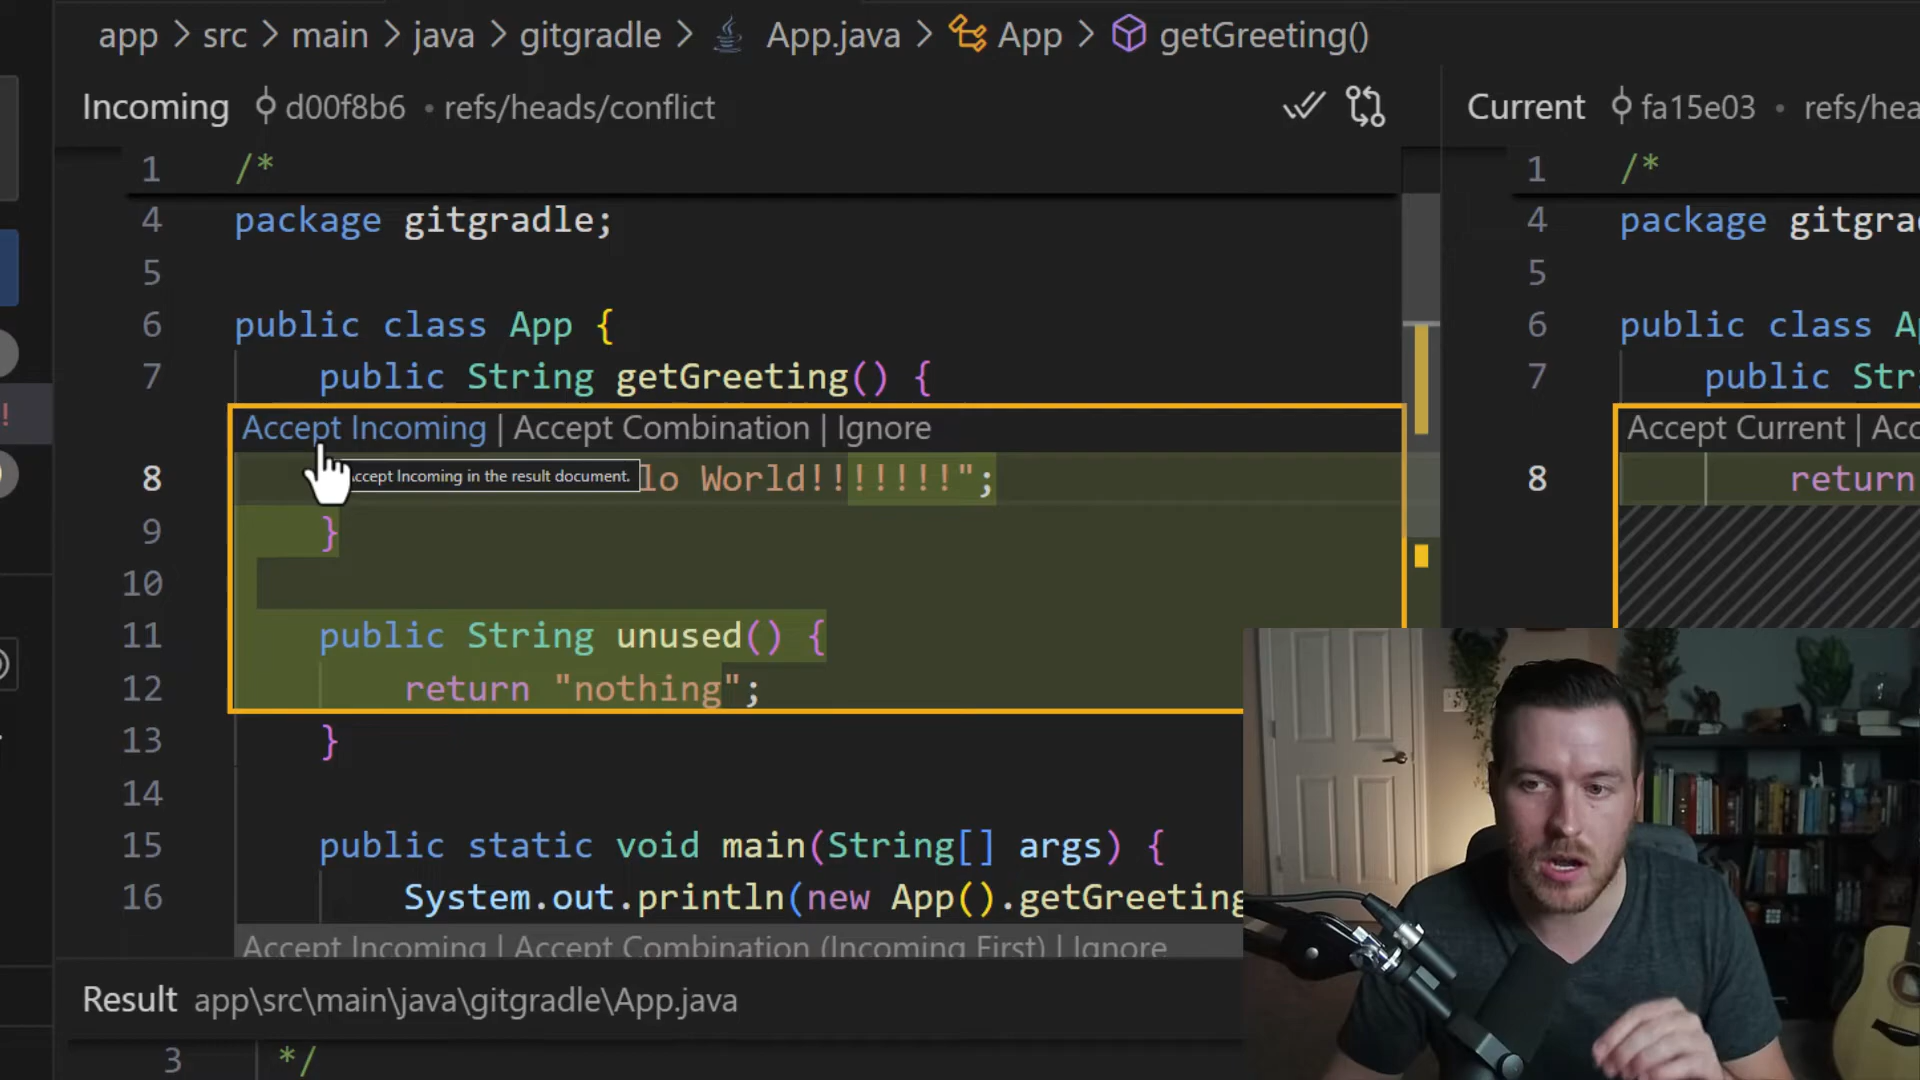 app > src > main > java > gitgradle > App.java > App > getGreeting()
Incoming d00f8b6 • refs/heads/conflict
1 /*
4 package gitgradle;
5
6 public class App {
7 public String getGreeting() {
Accept Incoming | Accept Combination | Ignore
8 lo World!!!!!!!";
Accept Incoming in the result document.
9 }
10
11 public String unused() {
12 return "nothing";
13 }
14
15 public static void main(String[] args) {
16 System.out.println(new App().getGreeting
Accept Incoming | Accept Combination (Incoming First) | Ignore
Current fa15e03 • refs/hea
1 /*
4 package gitgra
5
6 public class A
7 public Str
Accept Current | Acc
8 return
Result app\src\main\java\gitgradle\App.java
3 */
!